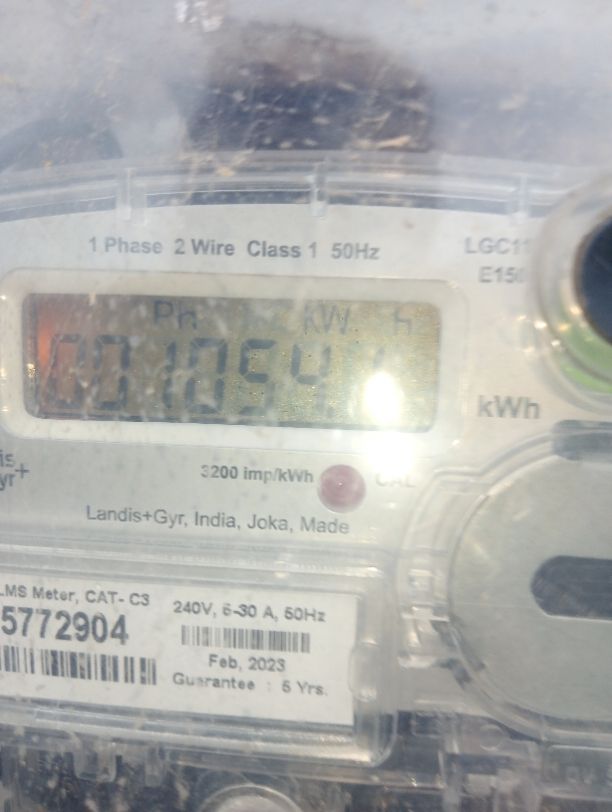 1 Phase 2 Wire Class 1 50Hz
LGC11
E150
Ph kW h
001054.
kWh
3200 imp/kWh
CAL
Landis+Gyr, India, Joka, Made
LMS Meter, CAT- C3
5772904
240V, 6-30 A, 50Hz
Feb, 2023
Guarantee : 5 Yrs.